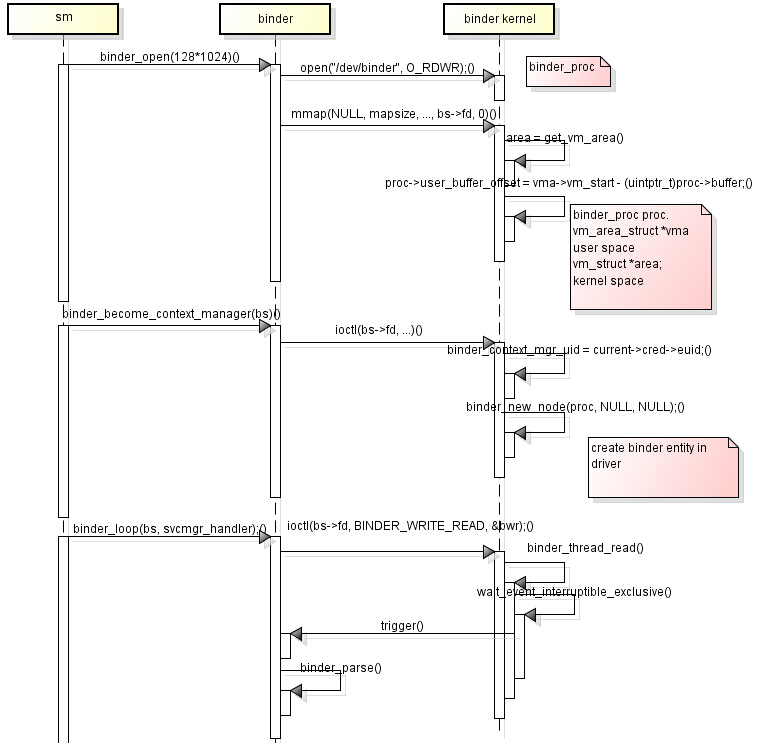 sm
binder
binder kernel
binder_open(128*1024)()
open("/dev/binder", O_RDWR);()
binder_proc
mmap(NULL, mapsize, ..., bs->fd, 0)()
area = get_vm_area()
proc->user_buffer_offset = vma->vm_start - (uintptr_t)proc->buffer;()
binder_proc proc.
vm_area_struct *vma
user space
vm_struct *area;
kernel space
binder_become_context_manager(bs)()
ioctl(bs->fd, ...)()
binder_context_mgr_uid = current->cred->euid;()
binder_new_node(proc, NULL, NULL);()
create binder entity in
driver
binder_loop(bs, svcmgr_handler);()
ioctl(bs->fd, BINDER_WRITE_READ, &bwr);()
binder_thread_read()
wait_event_interruptible_exclusive()
trigger()
binder_parse()